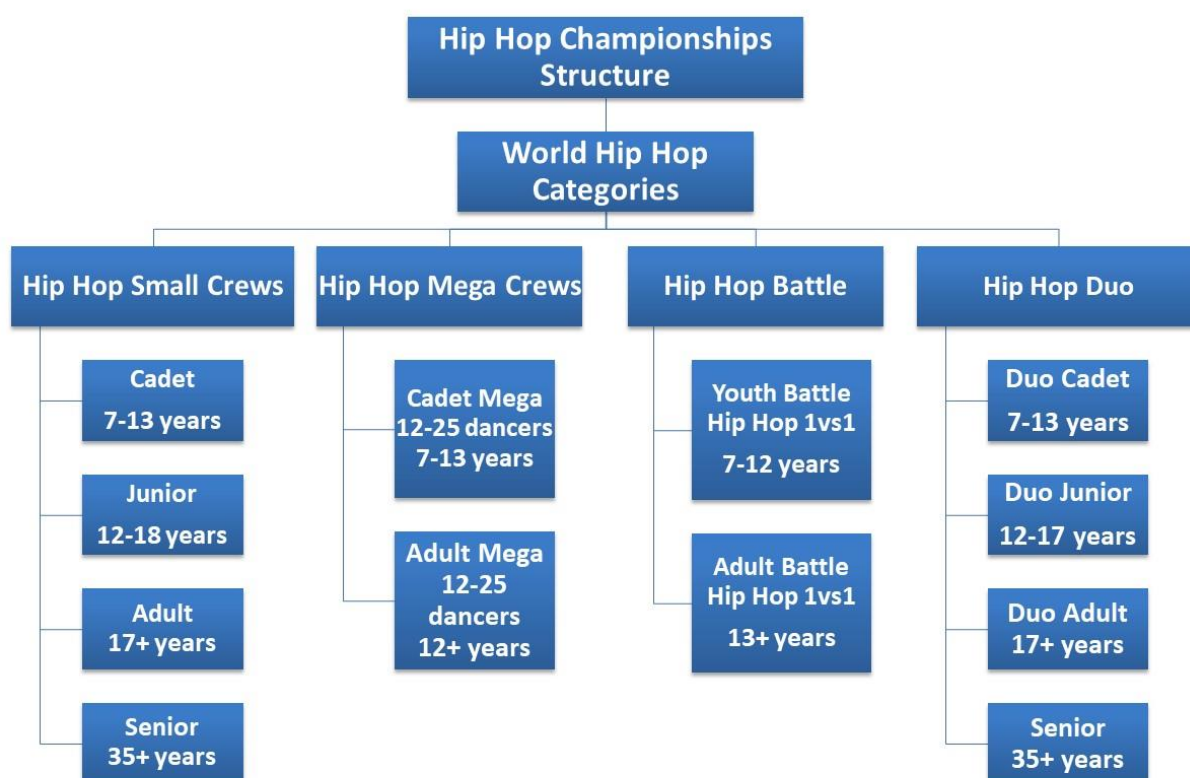 Hip Hop Championships
Structure
World Hip Hop
Categories
Hip Hop Small Crews
Cadet
7-13 years
Junior
12-18 years
Adult
17+ years
Senior
35+ years
Hip Hop Mega Crews
Cadet Mega
12-25 dancers
7-13 years
Adult Mega
12-25
dancers
12+ years
Hip Hop Battle
Youth Battle
Hip Hop 1vs1
7-12 years
Adult Battle
Hip Hop 1vs1
13+ years
Hip Hop Duo
Duo Cadet
7-13 years
Duo Junior
12-17 years
Duo Adult
17+ years
Senior
35+ years